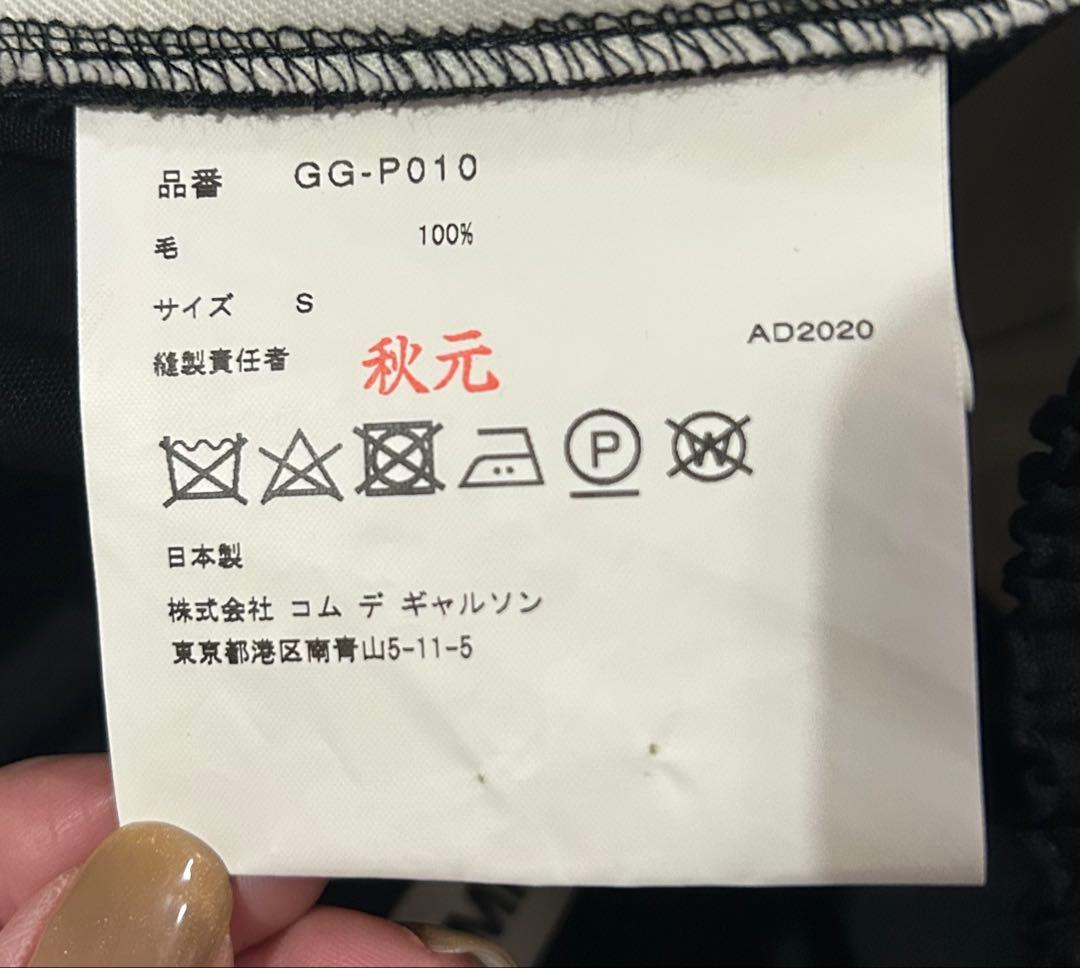 品番 GG-P010
毛 100%
サイズ S
AD2020
縫製責任者 秋元
P W
日本製
株式会社 コム デ ギャルソン
東京都港区南青山5-11-5